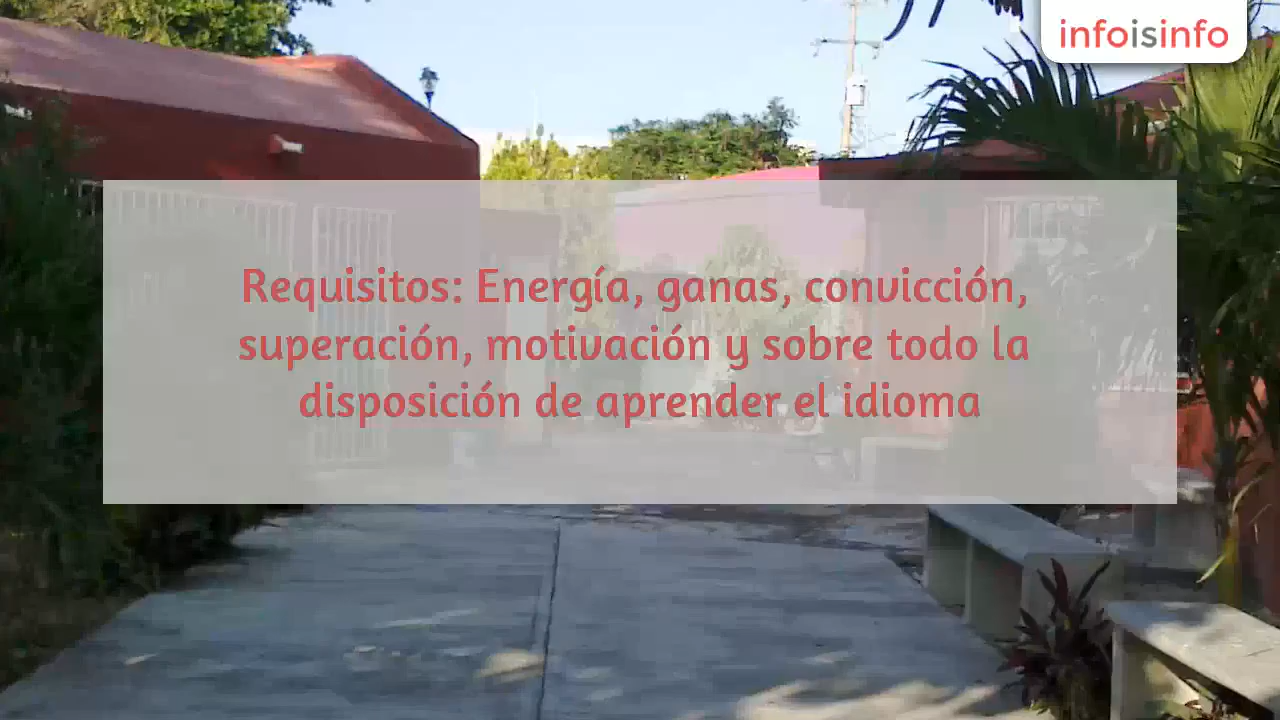 infoisinfo
Requisitos: Energía, ganas, convicción,
superación, motivación y sobre todo la
disposición de aprender el idioma